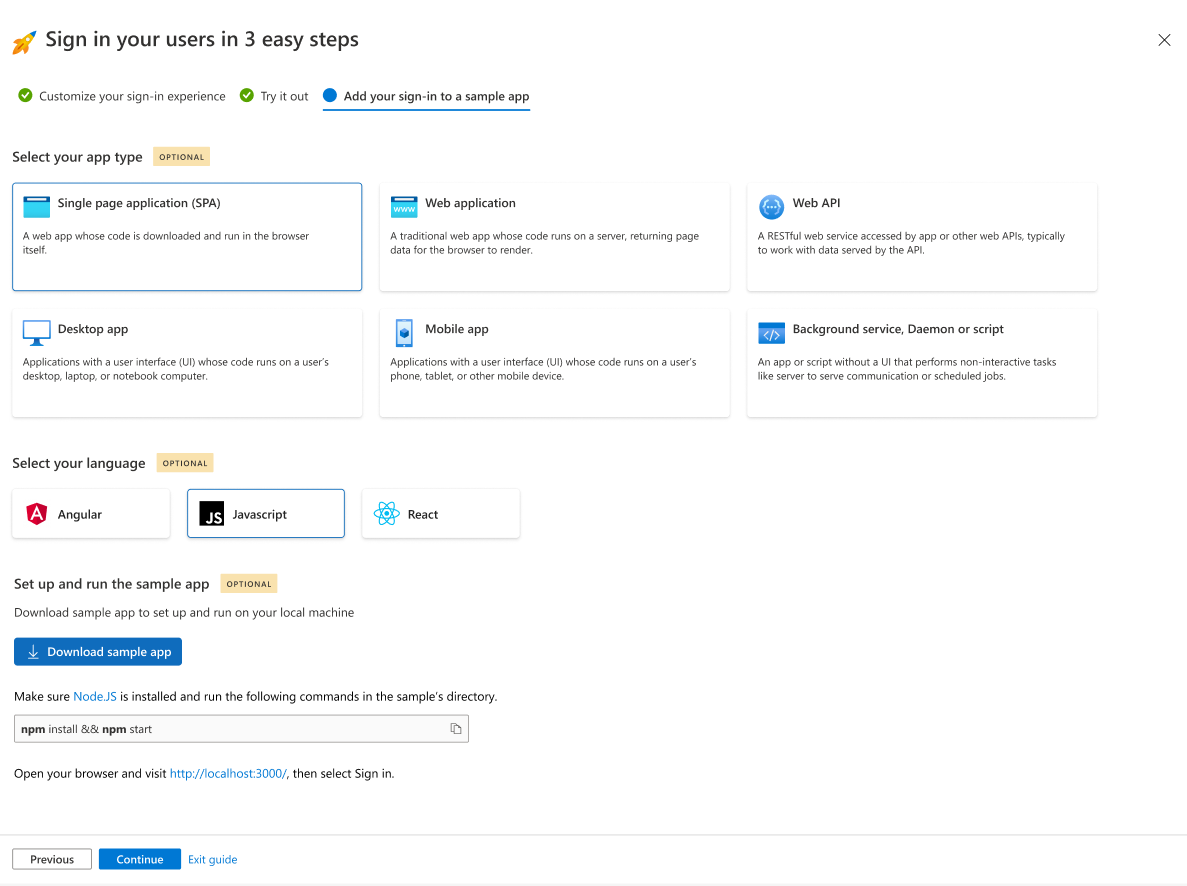 Sign in your users in 3 easy steps
Customize your sign-in experience Try it out Add your sign-in to a sample app
Select your app type OPTIONAL
Single page application (SPA)
A web app whose code is downloaded and run in the browser
itself.
WWW
Web application
A traditional web app whose code runs on a server, returning page
data for the browser to render.
Web API
A RESTful web service accessed by app or other web APIs, typically
to work with data served by the API.
Desktop app
Applications with a user interface (UI) whose code runs on a user's
desktop, laptop, or notebook computer.
Mobile app
Applications with a user interface (UI) whose code runs on a user's
phone, tablet, or other mobile device.
Background service, Daemon or script
An app or script without a UI that performs non-interactive tasks
like server to serve communication or scheduled jobs.
Select your language OPTIONAL
A Angular
JS Javascript
React
Set up and run the sample app OPTIONAL
Download sample app to set up and run on your local machine
Download sample app
Make sure Node.JS is installed and run the following commands in the sample's directory.
npm install && npm start
Open your browser and visit http://localhost:3000/, then select Sign in.
Previous Continue Exit guide